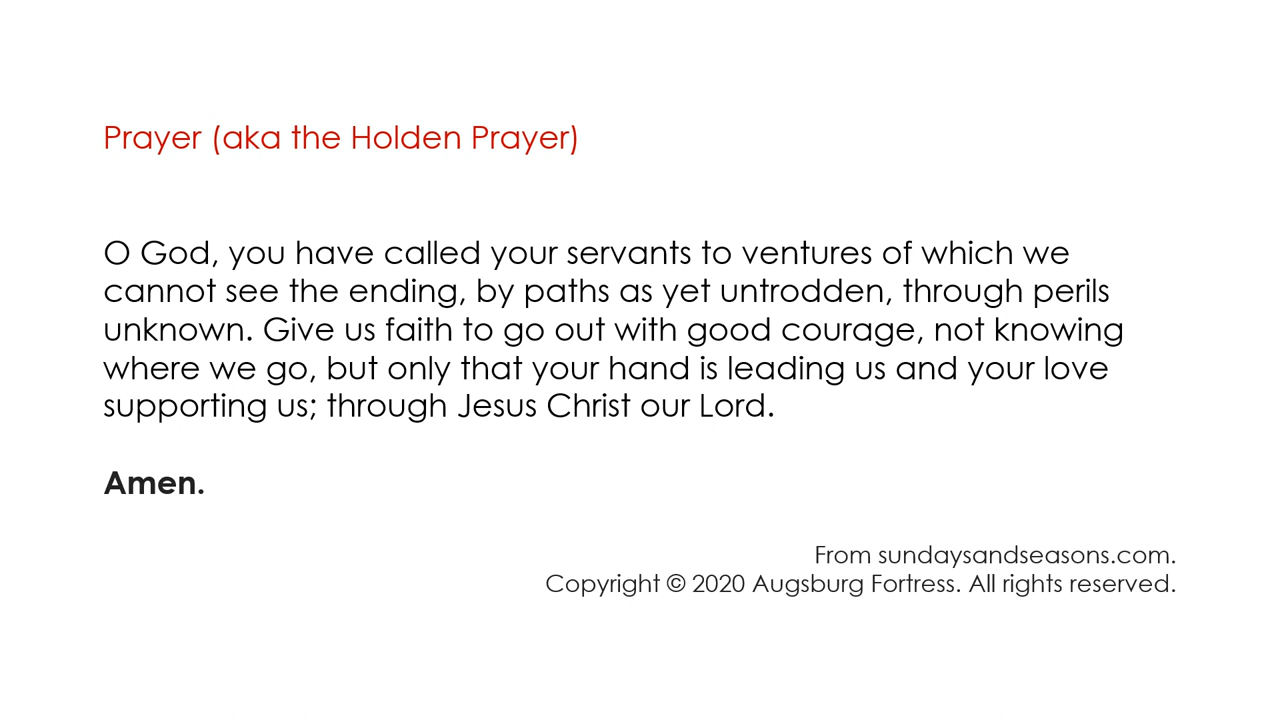 Prayer (aka the Holden Prayer)
O God, you have called your servants to ventures of which we
cannot see the ending, by paths as yet untrodden, through perils
unknown. Give us faith to go out with good courage, not knowing
where we go, but only that your hand is leading us and your love
supporting us; through Jesus Christ our Lord.
Amen.
From sundaysandseasons.com.
Copyright © 2020 Augsburg Fortress. All rights reserved.